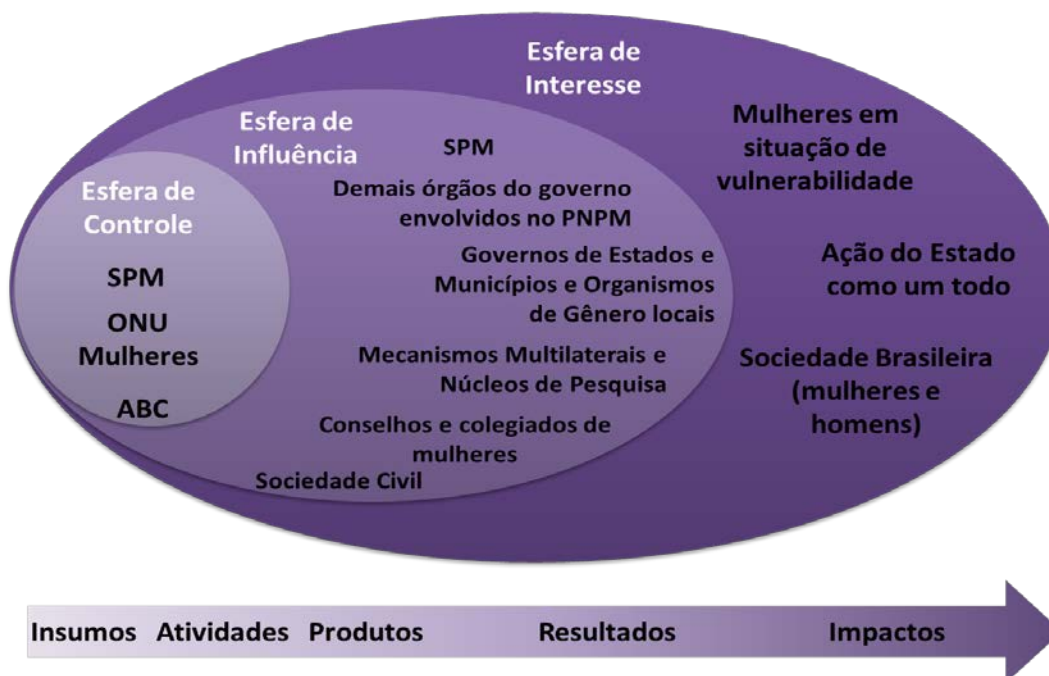 Esfera de
Interesse
Esfera de
Influência
Esfera de
Controle
SPM
ONU
Mulheres
ABC
SPM
Demais órgãos do governo
envolvidos no PNPM
Governos de Estados e
Municípios e Organismos
de Gênero locais
Mecanismos Multilaterais e
Núcleos de Pesquisa
Conselhos e colegiados de
mulheres
Sociedade Civil
Mulheres em
situação de
vulnerabilidade
Ação do Estado
como um todo
Sociedade Brasileira
(mulheres e
homens)
Insumos Atividades Produtos Resultados Impactos